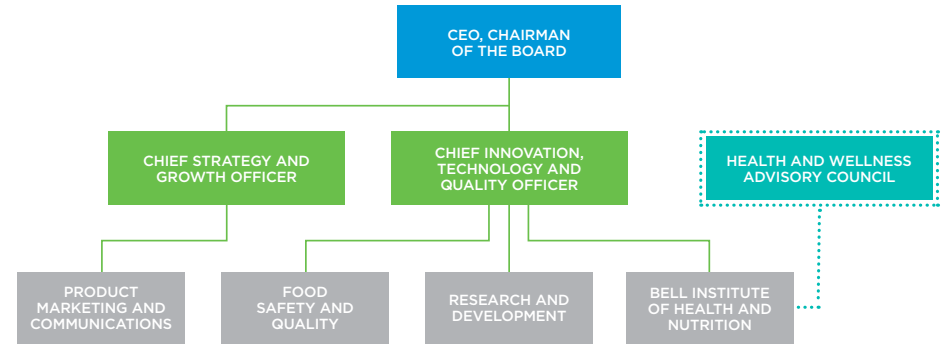 CEO, CHAIRMAN
OF THE BOARD
CHIEF STRATEGY AND
GROWTH OFFICER
CHIEF INNOVATION,
TECHNOLOGY AND
QUALITY OFFICER
HEALTH AND WELLNESS
ADVISORY COUNCIL
PRODUCT
MARKETING AND
COMMUNICATIONS
FOOD
SAFETY AND
QUALITY
RESEARCH AND
DEVELOPMENT
BELL INSTITUTE
OF HEALTH AND
NUTRITION